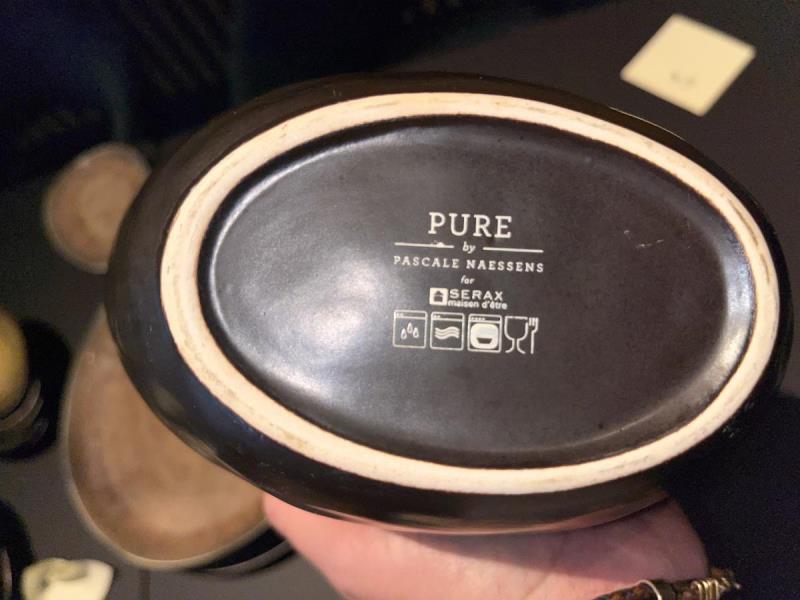 PURE
by
PASCALE NAESSENS
for
SERAX
maison d'être